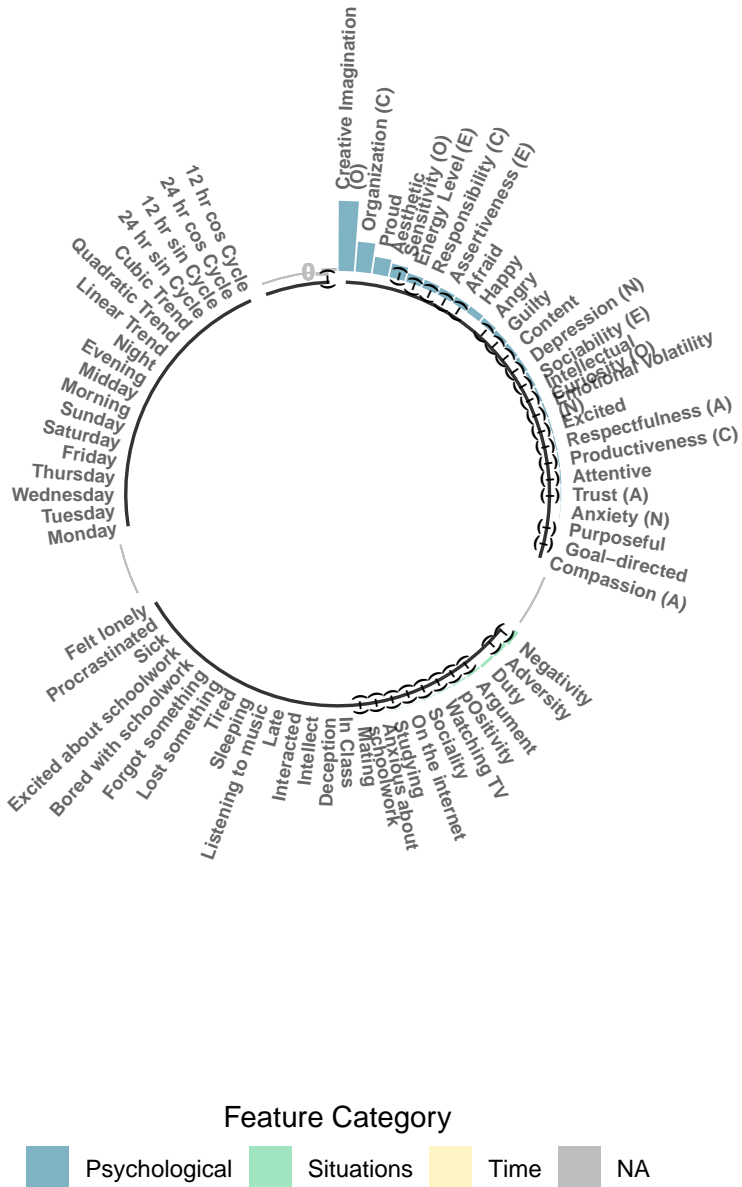 Creative Imagination
(O)
Organization (C)
Proud
Aesthetic
Sensitivity (O)
Energy Level (E)
Responsibility (C)
Assertiveness (E)
Afraid
Happy
Angry
Guilty
Content
Depression (N)
Sociability (E)
Intellectual
Curiosity (O)
Emotional Volatility
(N)
Excited
Respectfulness (A)
Productiveness (C)
Attentive
Trust (A)
Anxiety (N)
Purposeful
Goal–directed
Compassion (A)
Negativity
Adversity
Duty
Argument
pOsitivity
Watching TV
Sociality
On the internet
Studying
Anxious about
schoolwork
Mating
In Class
Deception
Intellect
Interacted
Late
Listening to music
Sleeping
Tired
Lost something
Forgot something
Bored with schoolwork
Excited about schoolwork
Sick
Procrastinated
Felt lonely
Monday
Tuesday
Wednesday
Thursday
Friday
Saturday
Sunday
Morning
Midday
Evening
Night
Linear Trend
Quadratic Trend
Cubic Trend
24 hr sin Cycle
12 hr sin Cycle
24 hr cos Cycle
12 hr cos Cycle
Feature Category
Psychological
Situations
Time
NA